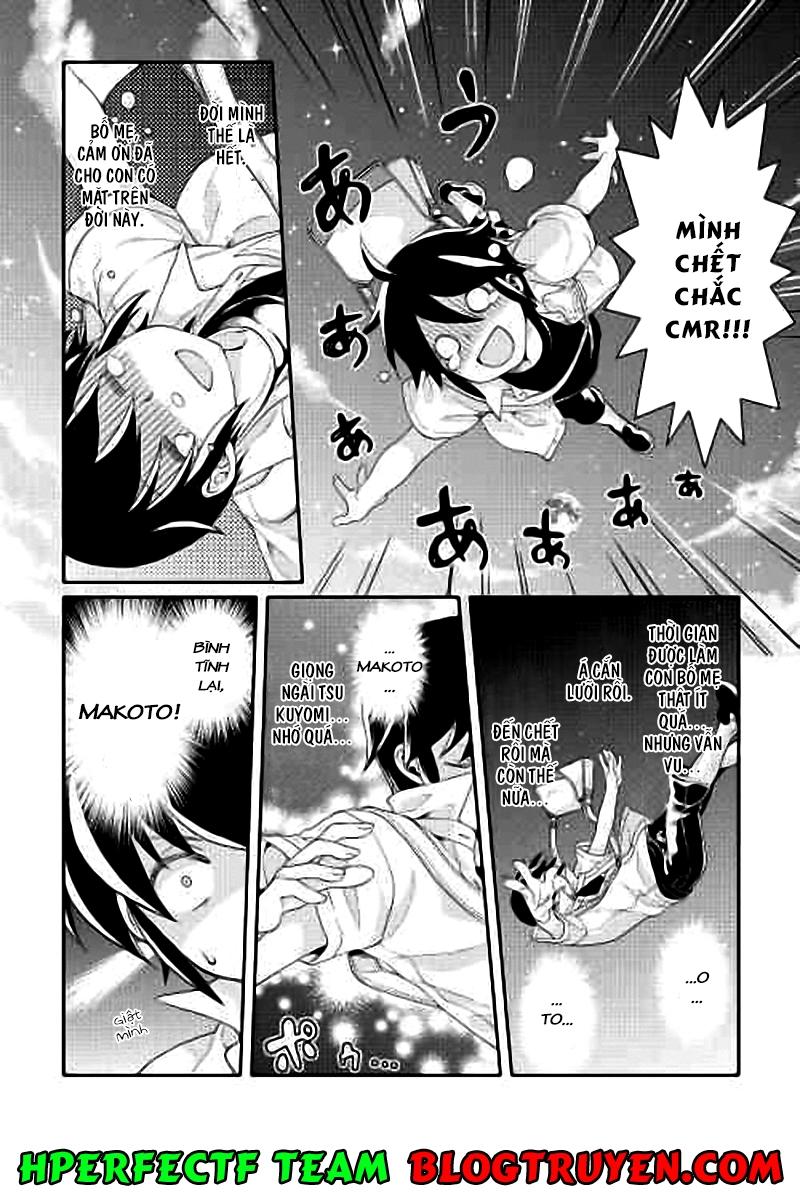 MÌNH
CHẾT
CHẮC
CMR!!!
う
あ
あ
あ
あ
あ
あ
あ
あ
ĐỜI MÌNH
THẾ LÀ
HẾT.
BỐ MẸ,
CẢM ƠN ĐÃ
CHO CON CÓ
MẶT TRÊN
ĐỜI NÀY.
THỜI GIAN
ĐƯỢC LÀM
CON BỐ MẸ
THẬT ÍT
QUÁ...
NHƯNG VẪN
VU...
Á CẮN
LƯỠI RỒI.
ĐẾN CHẾT
RỒI MÀ
CÒN THẾ
NỮA...
...O
...
...
TO...
...
MAKOTO
...
GIỌNG
NGÀI TSU
KUYOMI...
NHỚ QUÁ...
ポゥ...
BÌNH
TĨNH
LẠI,
MAKOTO!
Giật
mình
HPERFECTF TEAM BLOGTRUYEN.COM